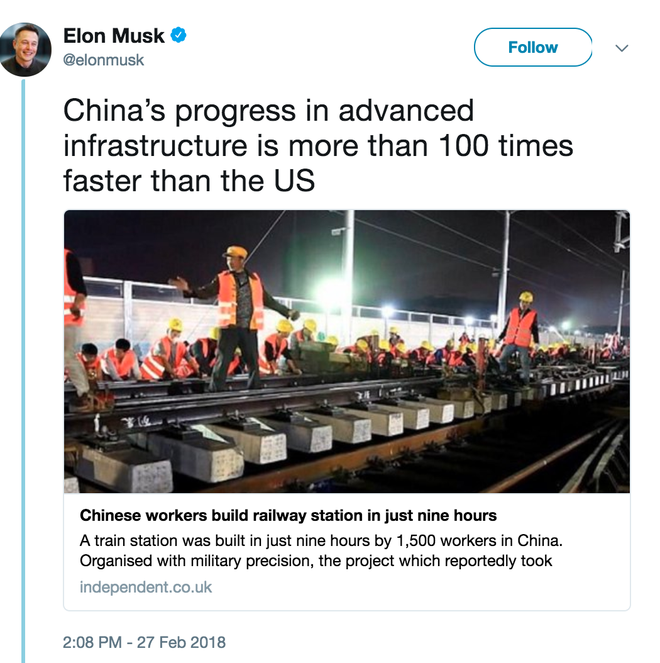 Elon Musk
@elonmusk
Follow
China’s progress in advanced
infrastructure is more than 100 times
faster than the US
Chinese workers build railway station in just nine hours
A train station was built in just nine hours by 1,500 workers in China.
Organised with military precision, the project which reportedly took
independent.co.uk
2:08 PM - 27 Feb 2018